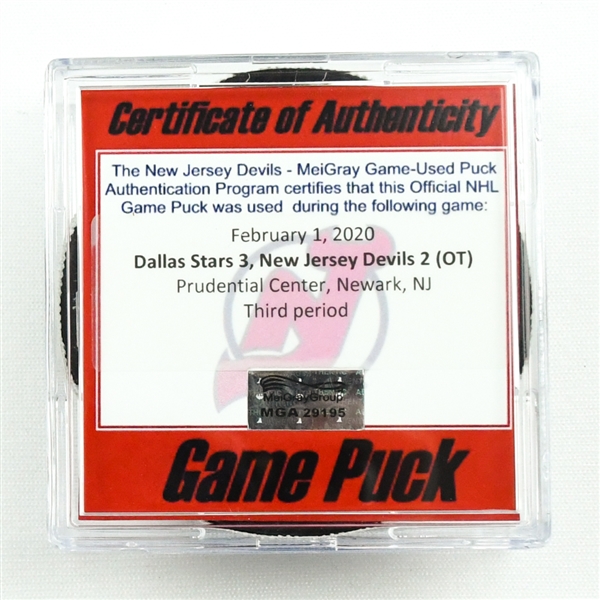 Certificate of Authenticity
The New Jersey Devils - MeiGray Game-Used Puck
Authentication Program certifies that this Official NHL
Game Puck was used during the following game:
February 1, 2020
Dallas Stars 3, New Jersey Devils 2 (OT)
Prudential Center, Newark, NJ
Third period
MeiGrayGroup
MGA 29195
Game Puck